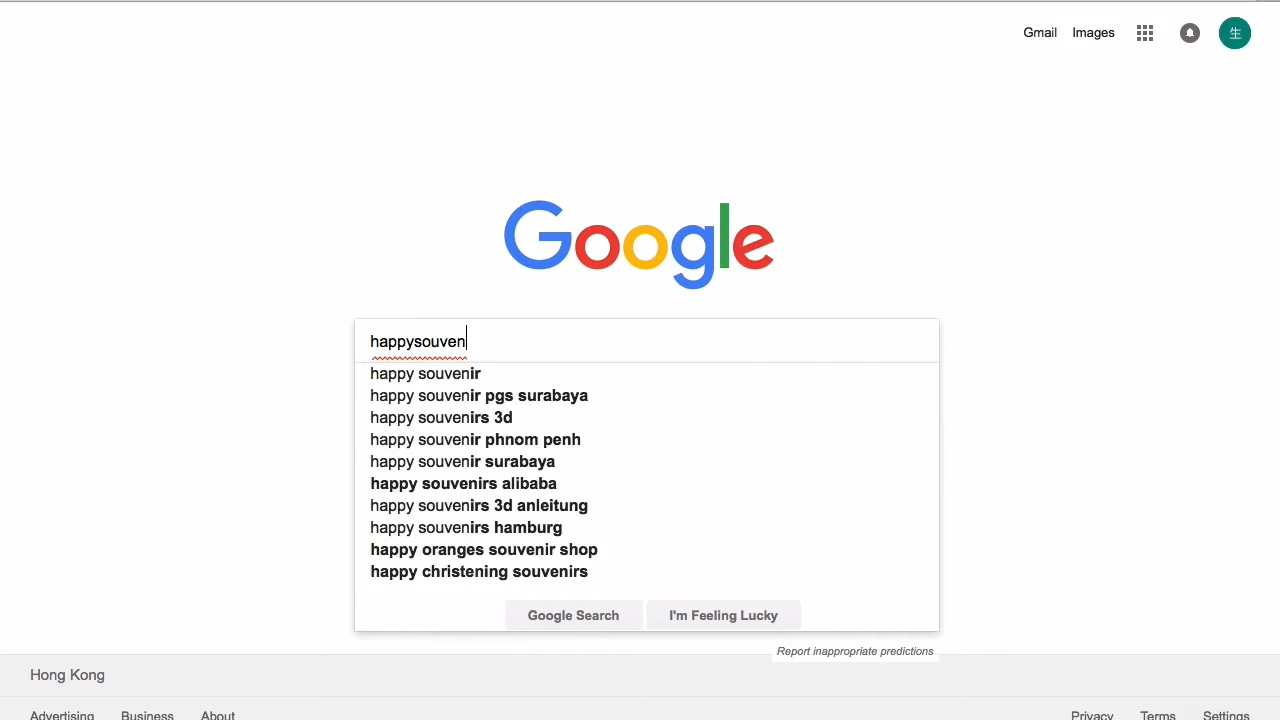 Gmail Images 生
Google
happysouven
happy souvenir
happy souvenir pgs surabaya
happy souvenirs 3d
happy souvenir phnom penh
happy souvenir surabaya
happy souvenirs alibaba
happy souvenirs 3d anleitung
happy souvenirs hamburg
happy oranges souvenir shop
happy christening souvenirs
Google Search I'm Feeling Lucky
Report inappropriate predictions
Hong Kong
Advertising Business About Privacy Terms Settings